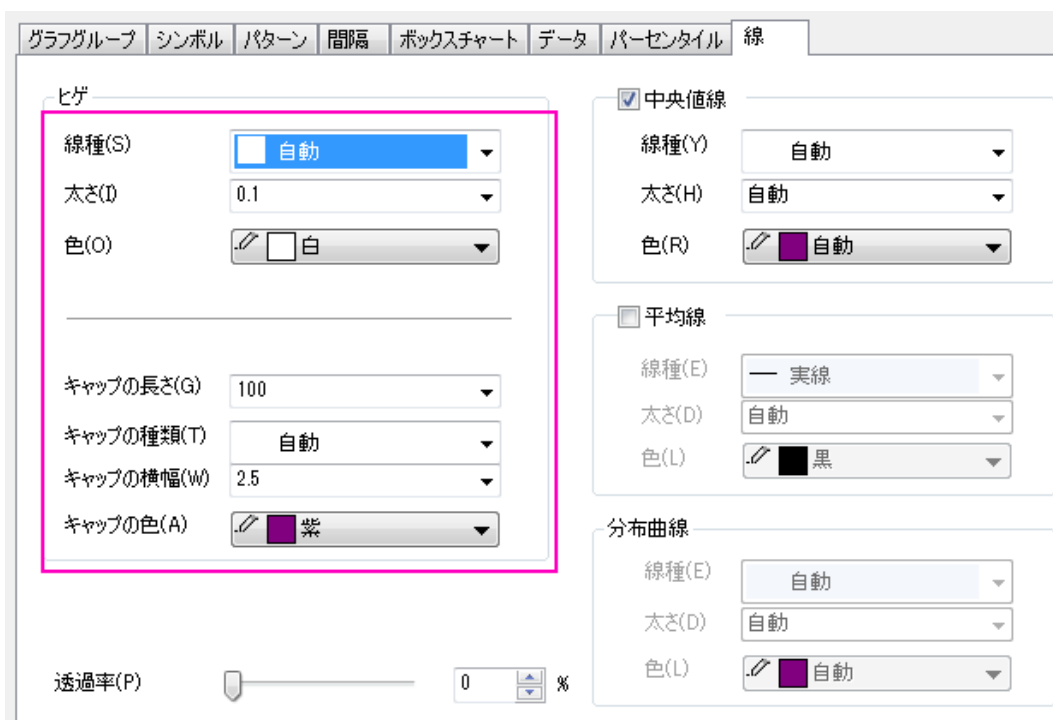 グラフグループ シンボル パターン 間隔 ボックスチャート データ パーセンタイル 線
ヒゲ
線種(S) 自動
太さ(I) 0.1
色(O) 白
キャップの長さ(G) 100
キャップの種類(T) 自動
キャップの横幅(W) 2.5
キャップの色(A) 紫
透過率(P) 0 %
中央値線
線種(Y) 自動
太さ(H) 自動
色(R) 自動
平均線
線種(E) 実線
太さ(D) 自動
色(L) 黒
分布曲線
線種(E) 自動
太さ(D) 自動
色(L) 自動